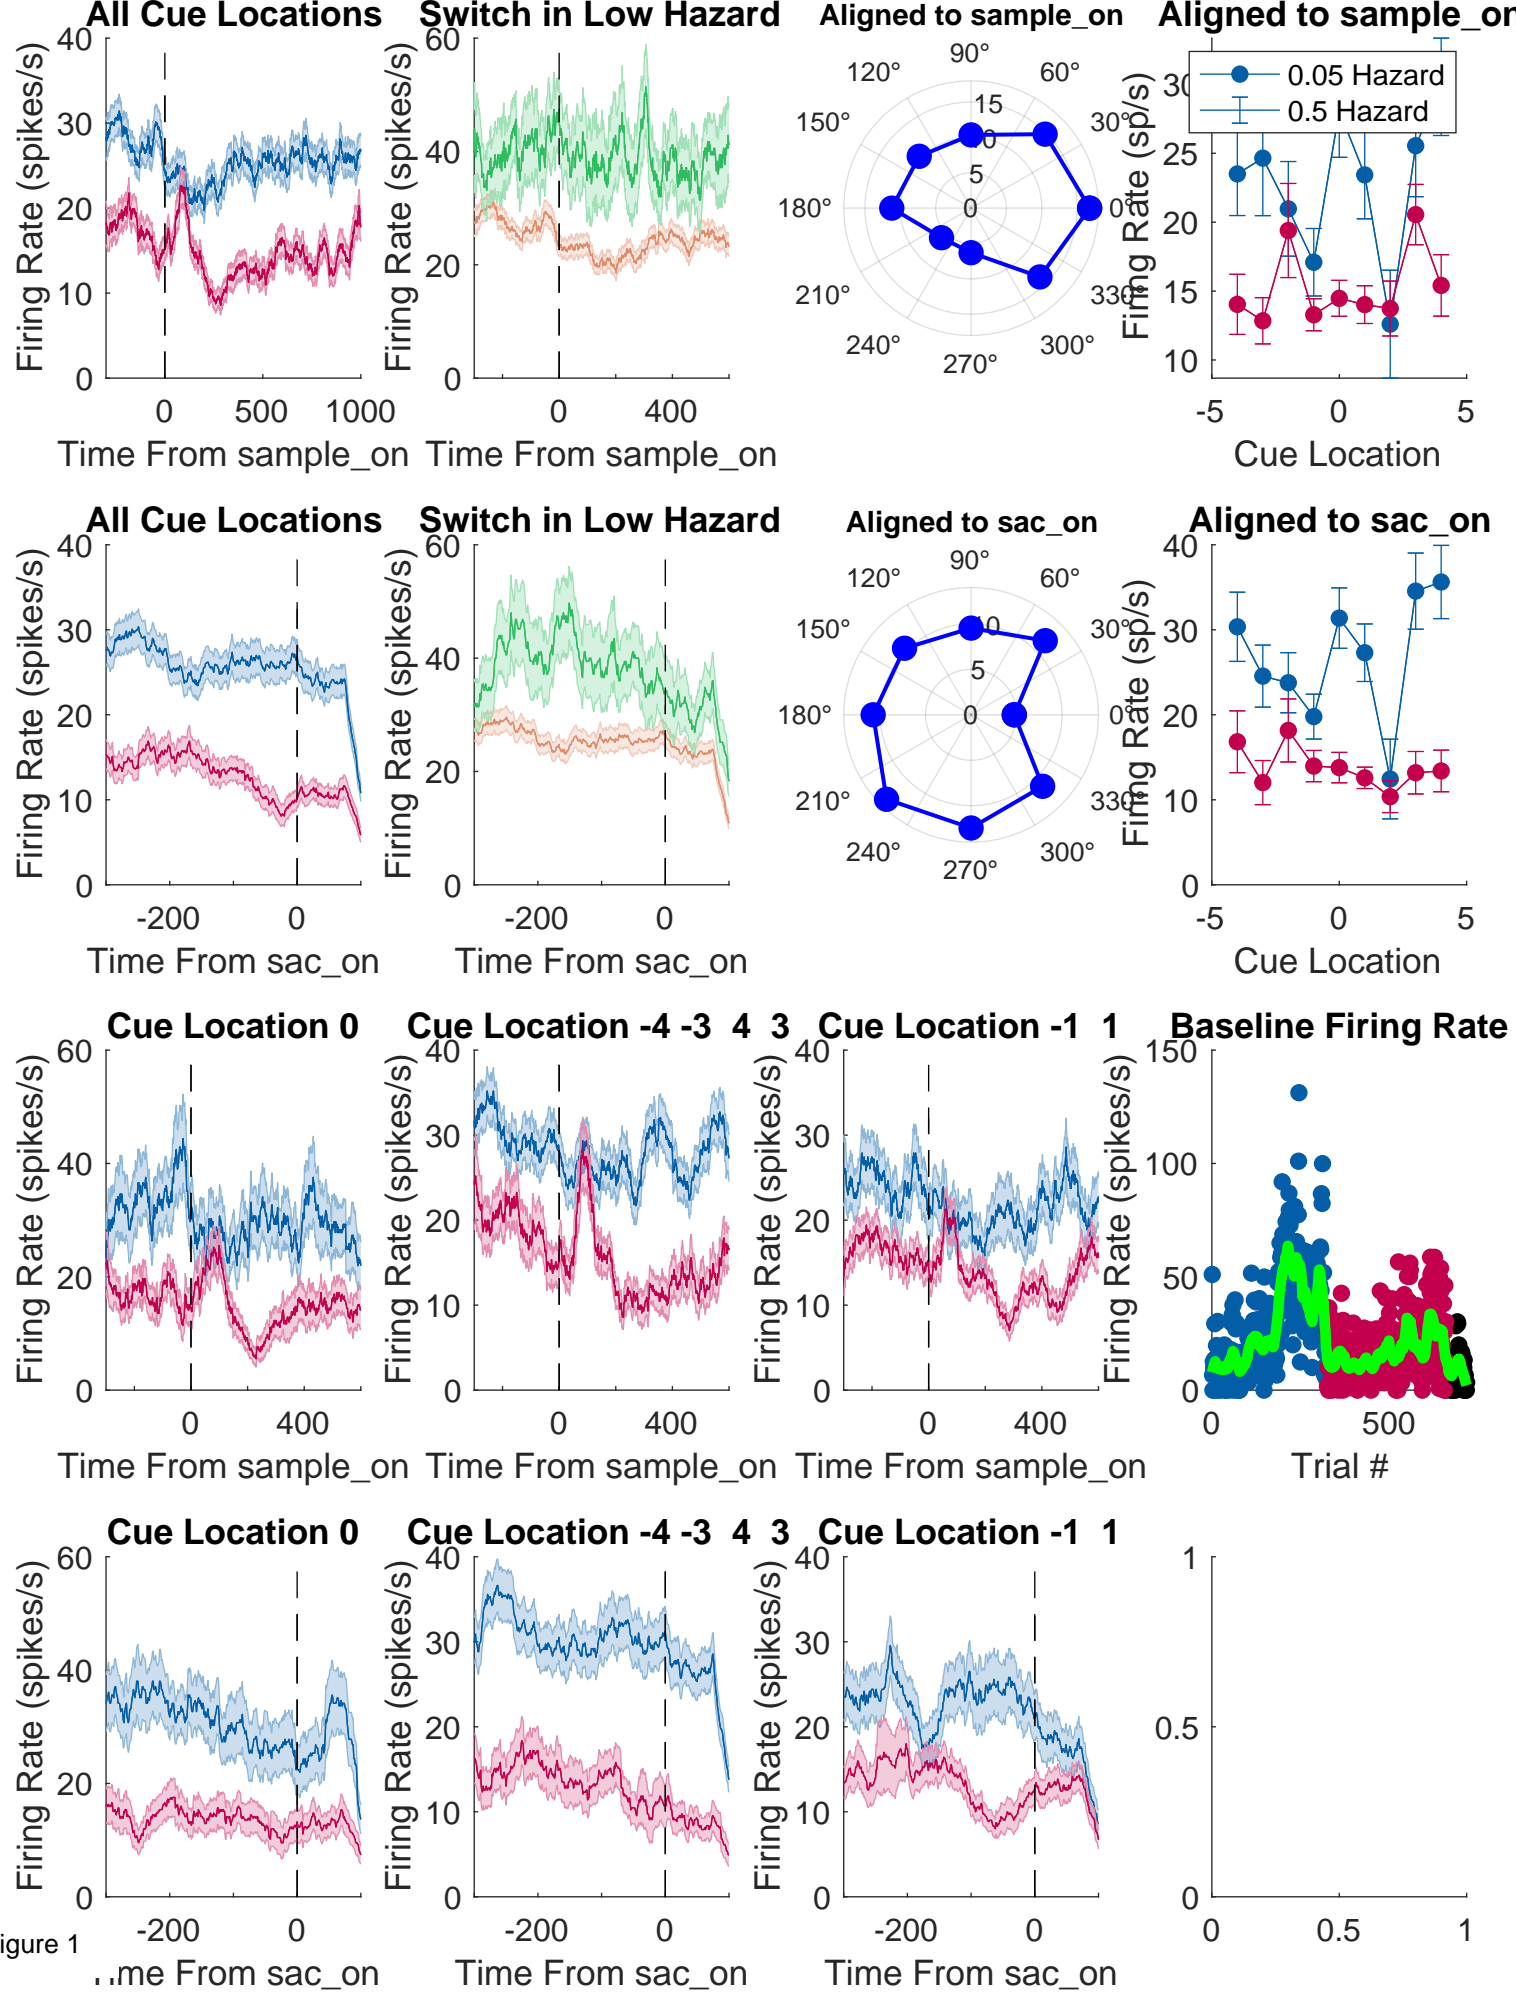 All Cue Locations
Switch in Low Hazard
Aligned to sample_on
Aligned to sample_on
Firing Rate (spikes/s)
40
30
20
10
0
0 500 1000
Time From sample_on
Firing Rate (spikes/s)
60
40
20
0
0 400
Time From sample_on
90°
120° 60°
150° 30°
180° 0°
210° 330
240° 300°
270°
15
5
0
Firing Rate (sp/s)
25
20
15
10
-5 0 5
Cue Location
0.05 Hazard
0.5 Hazard
All Cue Locations
Switch in Low Hazard
Aligned to sac_on
Aligned to sac_on
Firing Rate (spikes/s)
40
30
20
10
0
-200 0
Time From sac_on
Firing Rate (spikes/s)
60
40
20
0
-200 0
Time From sac_on
90°
120° 60°
150° 30°
180° 0°
210° 330
240° 300°
270°
5
0
Firing Rate (sp/s)
40
30
20
10
0
-5 0 5
Cue Location
Cue Location 0
Cue Location -4 -3 4 3
Cue Location -1 1
Baseline Firing Rate
Firing Rate (spikes/s)
60
40
20
0
0 400
Time From sample_on
Firing Rate (spikes/s)
40
30
20
10
0
0 400
Time From sample_on
Firing Rate (spikes/s)
40
30
20
10
0
0 400
Time From sample_on
Firing Rate (spikes/s)
150
100
50
0
0 500
Trial #
Cue Location 0
Cue Location -4 -3 4 3
Cue Location -1 1
Firing Rate (spikes/s)
60
40
20
0
-200 0
Time From sac_on
Firing Rate (spikes/s)
40
30
20
10
0
-200 0
Time From sac_on
Firing Rate (spikes/s)
40
30
20
10
0
-200 0
Time From sac_on
1
0.5
0
0 0.5 1
igure 1